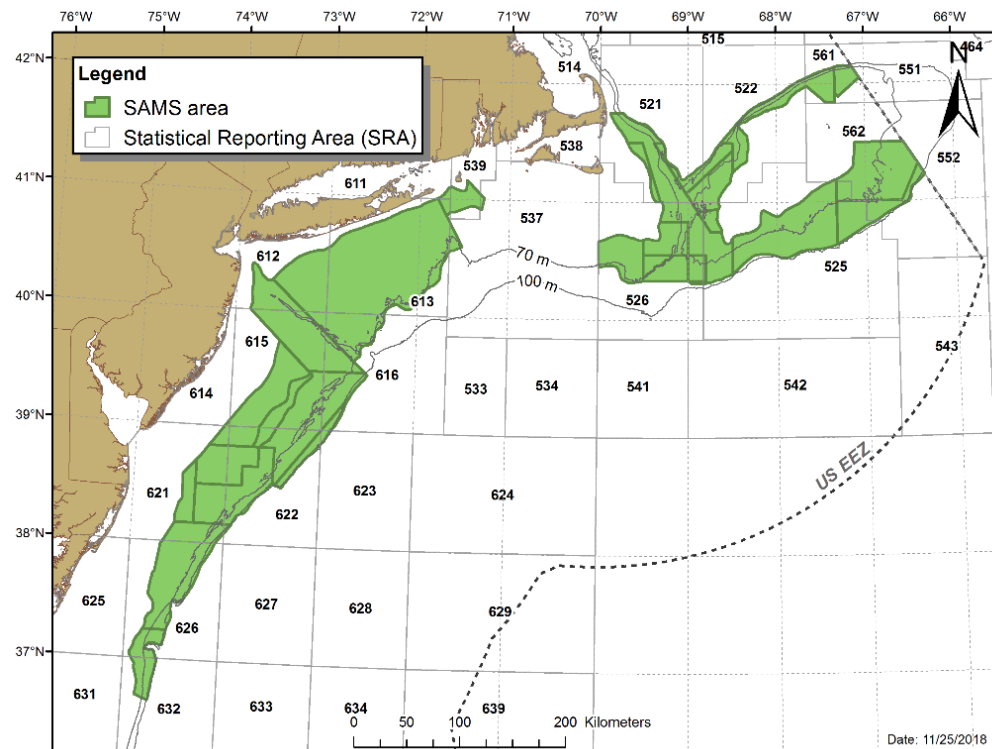 76°W 75°W 74°W 73°W 72°W 71°W 70°W 69°W 68°W 67°W 66°W
42°N
41°N
40°N
39°N
38°N
37°N
Legend
SAMS area
Statistical Reporting Area (SRA)
N
464
515
561
551
514
522
521
562
538
552
539
611
537
612
70 m
525
100 m
526
613
543
615
616
614
533
534
541
542
US EEZ
621
623
624
622
625
627
628
629
626
631
632
633
634
639
0 50 100 200 Kilometers
Date: 11/25/2018